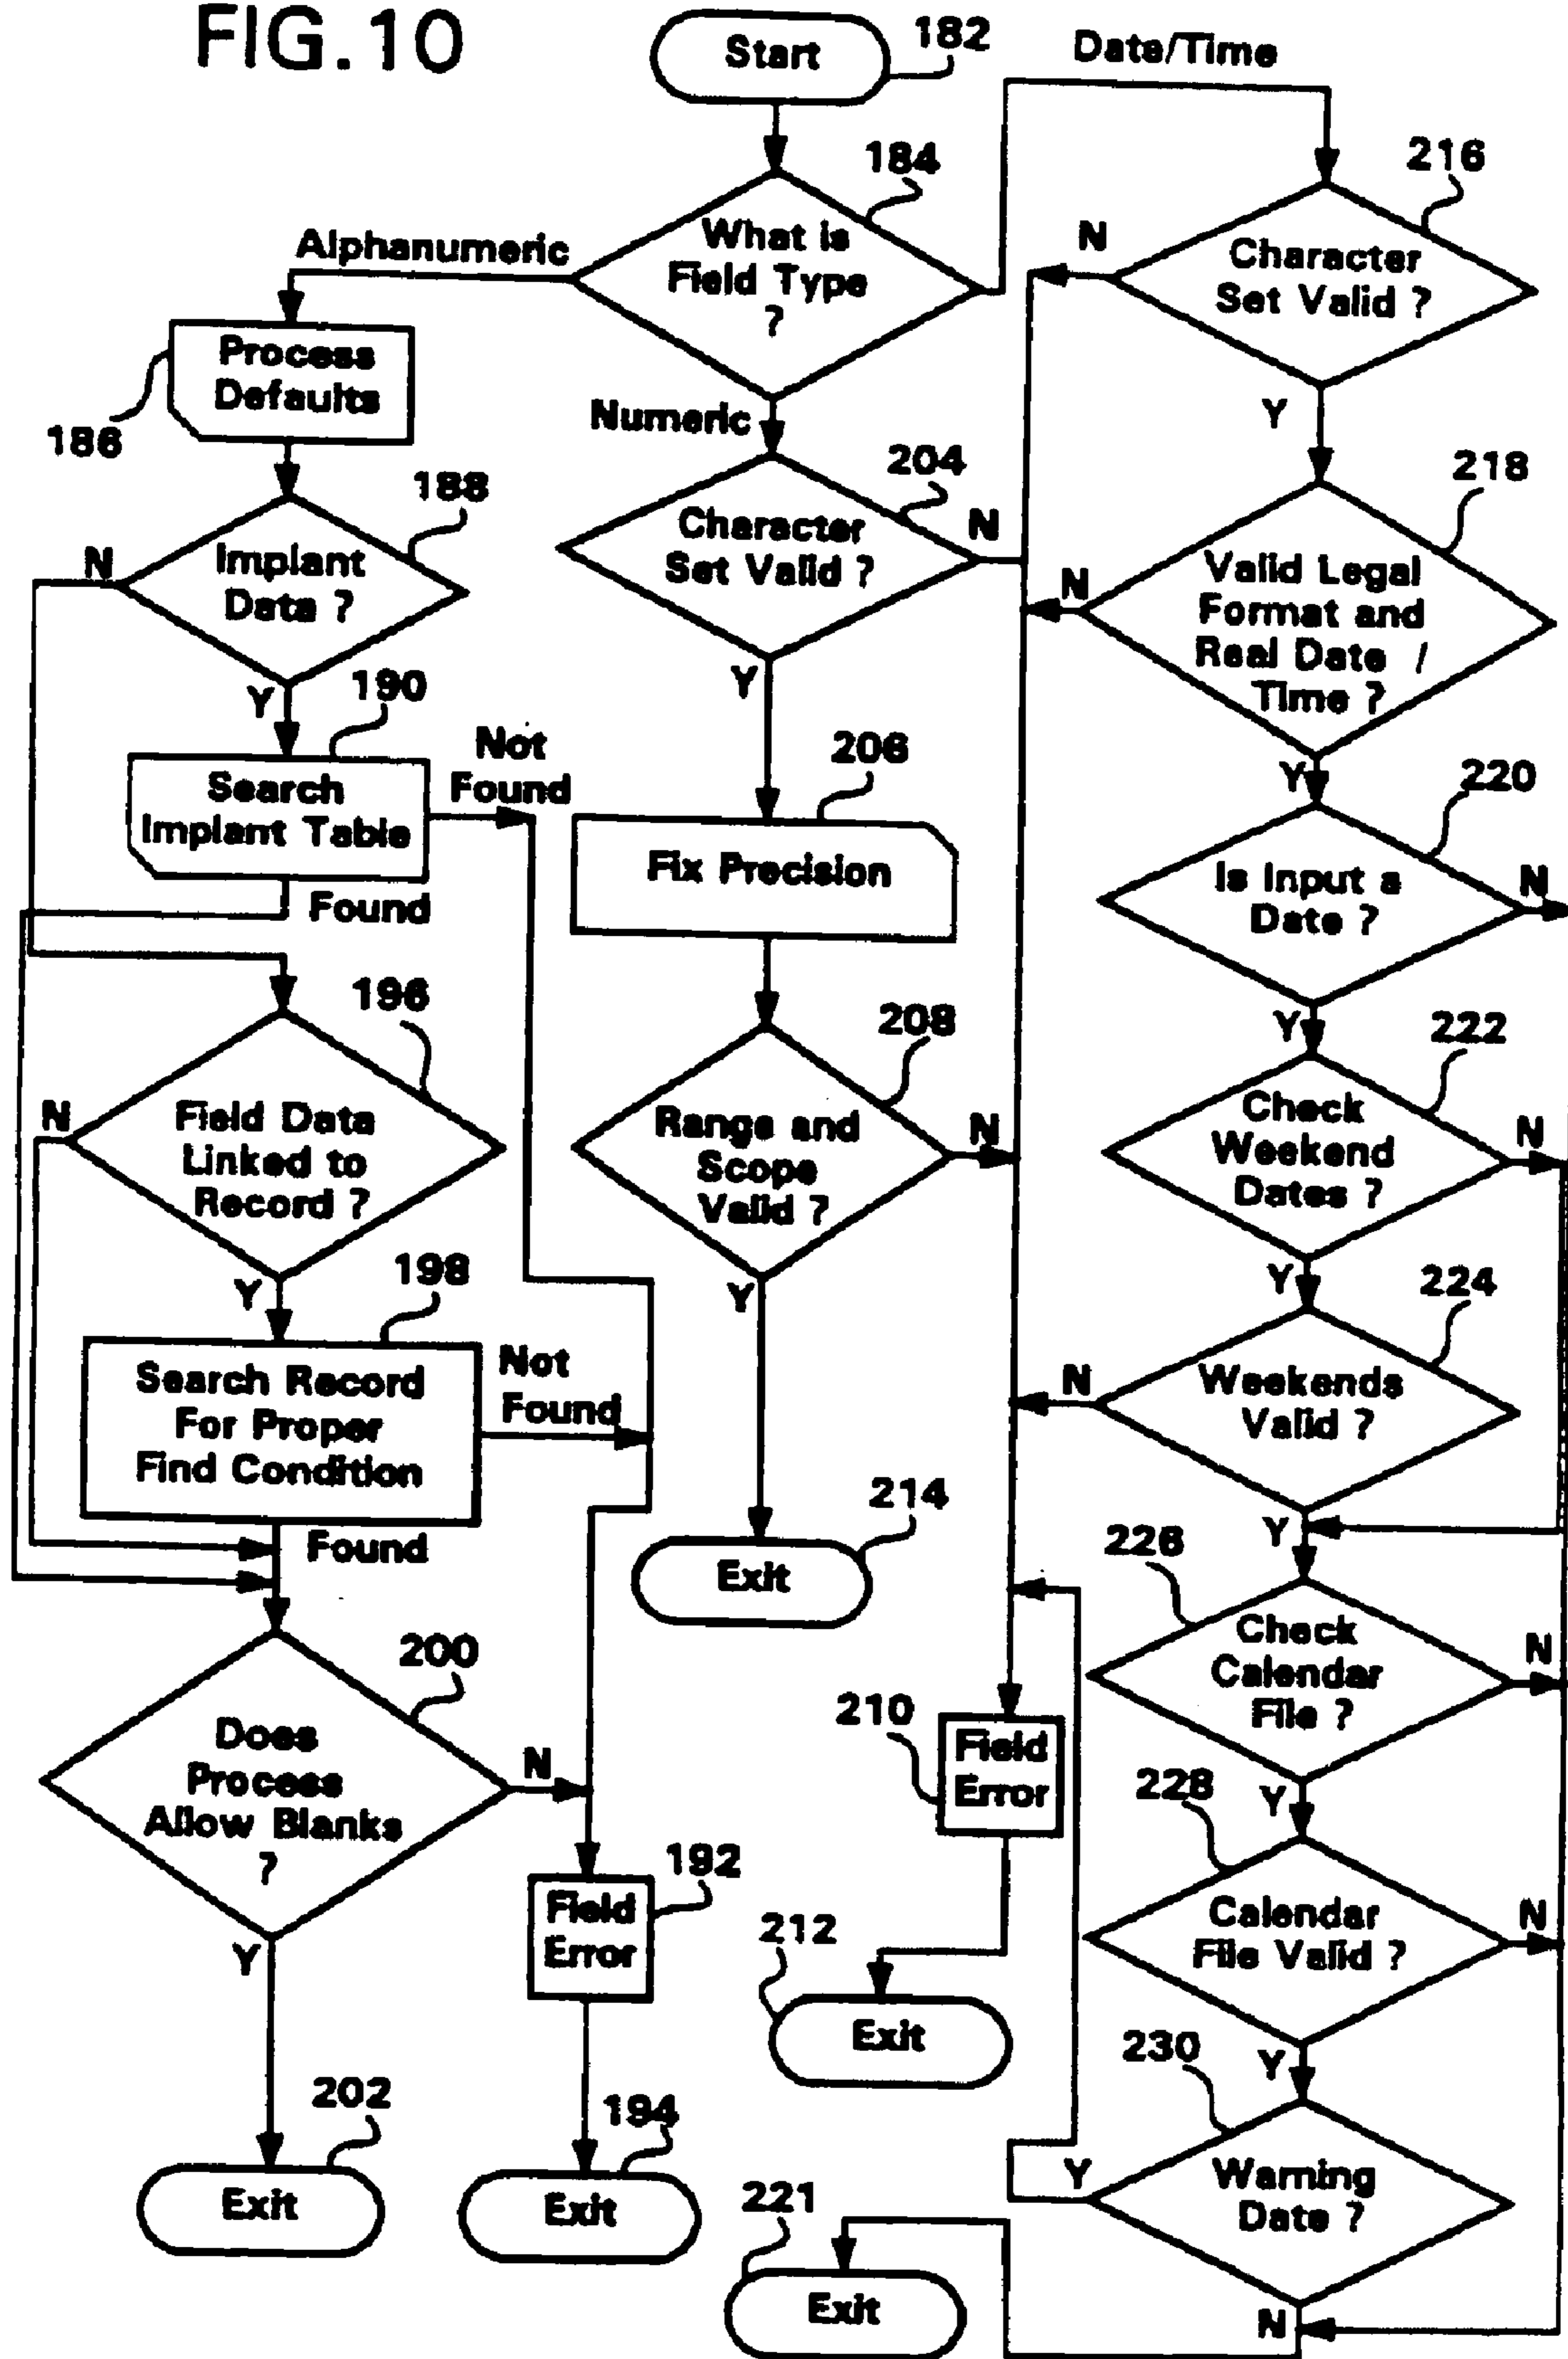 FIG. 10
Start
182
Date/Time
184
What is
Field Type
?
Alphanumeric
Numeric
216
Character
Set Valid ?
N
Y
Process
Defaults
186
188
Implant
Data ?
N
Y
204
Character
Set Valid ?
N
Y
218
Valid Legal
Format and
Real Date /
Time ?
N
Y
190
Search
Implant Table
Not
Found
Found
206
Fix Precision
220
Is Input a
Date ?
N
Y
196
Field Data
Linked to
Record ?
N
Y
208
Range and
Scope
Valid ?
N
Y
222
Check
Weekend
Dates ?
N
Y
198
Search Record
For Proper
Find Condition
Not
Found
Found
224
Weekends
Valid ?
N
Y
214
Exit
226
Check
Calendar
File ?
N
Y
200
Does
Process
Allow Blanks
?
N
Y
210
Field
Error
192
Field
Error
228
Calendar
File Valid ?
N
Y
212
Exit
230
Warning
Date ?
Y
N
202
Exit
194
Exit
221
Exit